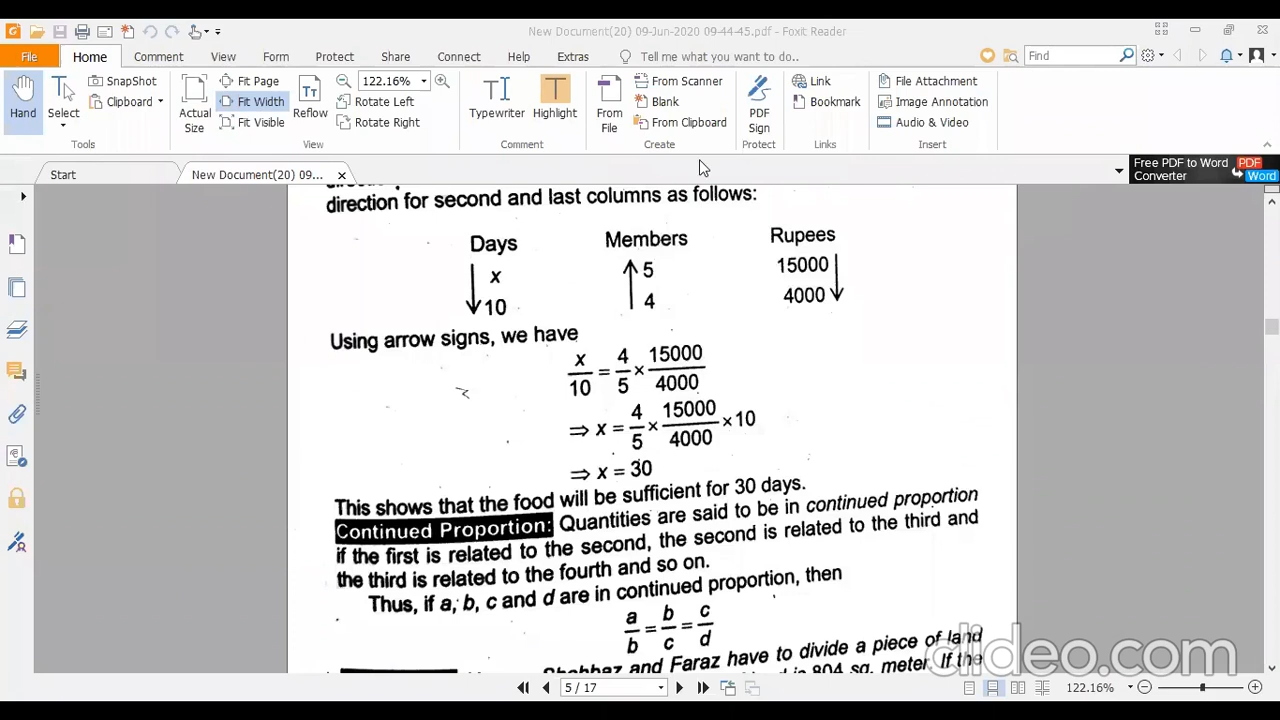 New Document(20) 09-Jun-2020 09-44-45.pdf - Foxit Reader
File Home Comment View Form Protect Share Connect Help Extras Tell me what you want to do.. Find
Hand
Select
SnapShot
Clipboard
Tools
Actual Size
Fit Page
Fit Width
Fit Visible
Reflow
122.16%
Rotate Left
Rotate Right
View
Typewriter
Highlight
Comment
From File
From Scanner
Blank
From Clipboard
Create
PDF Sign
Protect
Link
Bookmark
Links
File Attachment
Image Annotation
Audio & Video
Insert
Start
New Document(20) 09...
Free PDF to Word Converter
PDF
Word
direction for second and last columns as follows:
Days Members Rupees
x 5 15000
10 4 4000
Using arrow signs, we have
x/10 = 4/5 × 15000/4000
⇒ x = 4/5 × 15000/4000 × 10
⇒ x = 30
This shows that the food will be sufficient for 30 days.
Continued Proportion: Quantities are said to be in continued proportion
if the first is related to the second, the second is related to the third and
the third is related to the fourth and so on.
Thus, if a, b, c and d are in continued proportion, then
a/b = b/c = c/d
Shahbaz and Faraz have to divide a piece of land
804 sq. meter. If the
clideo.com
5 / 17
122.16%